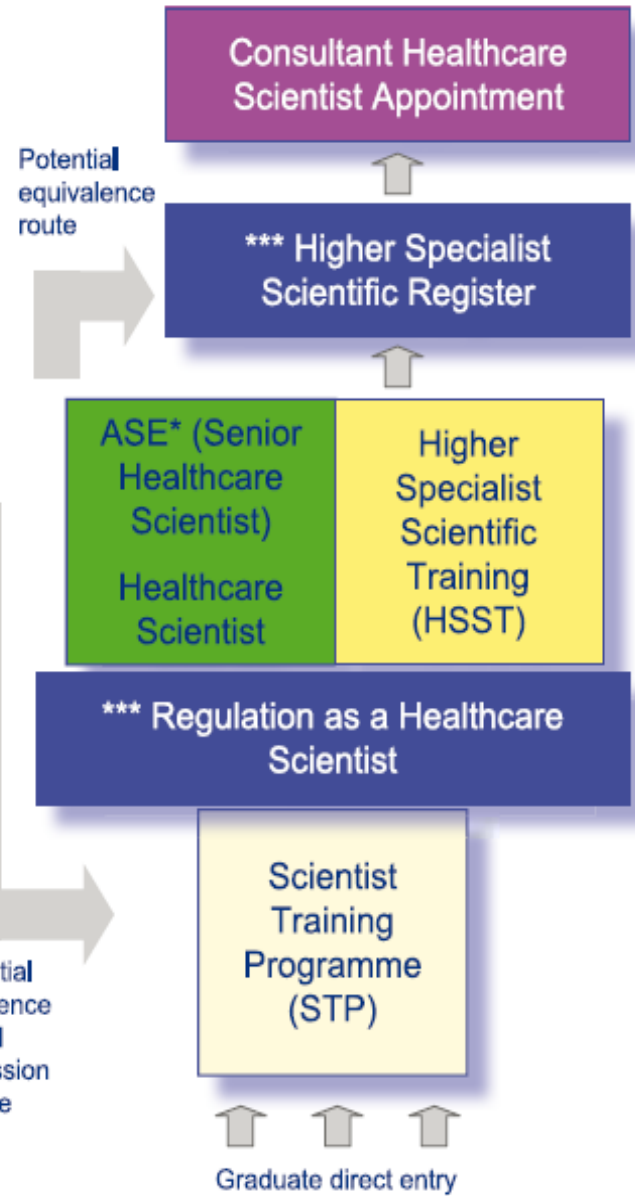 Consultant Healthcare
Scientist Appointment
Potential
equivalence
route
*** Higher Specialist
Scientific Register
ASE* (Senior
Healthcare
Scientist)
Healthcare
Scientist
Higher
Specialist
Scientific
Training
(HSST)
*** Regulation as a Healthcare
Scientist
Scientist
Training
Programme
(STP)
Graduate direct entry